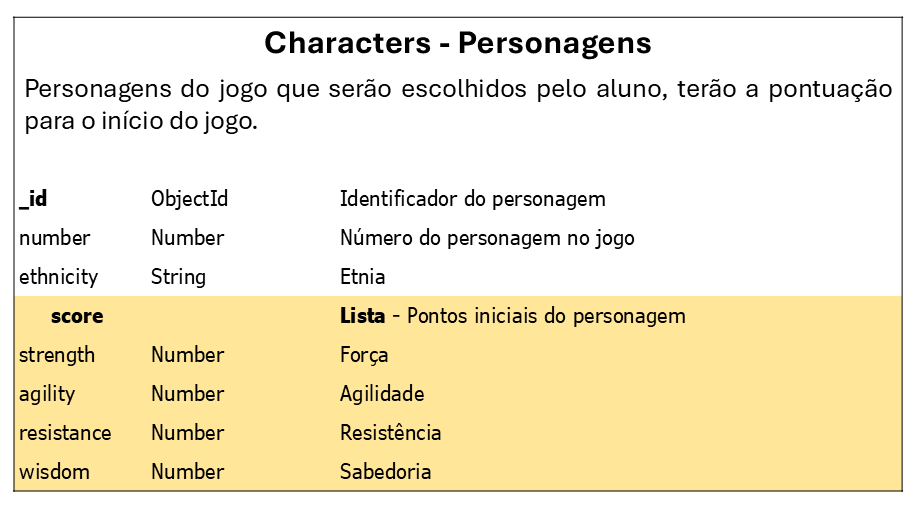 Characters - Personagens
Personagens do jogo que serão escolhidos pelo aluno, terão a pontuação
para o início do jogo.
_id ObjectId Identificador do personagem
number Number Número do personagem no jogo
ethnicity String Etnia
score Lista - Pontos iniciais do personagem
strength Number Força
agility Number Agilidade
resistance Number Resistência
wisdom Number Sabedoria